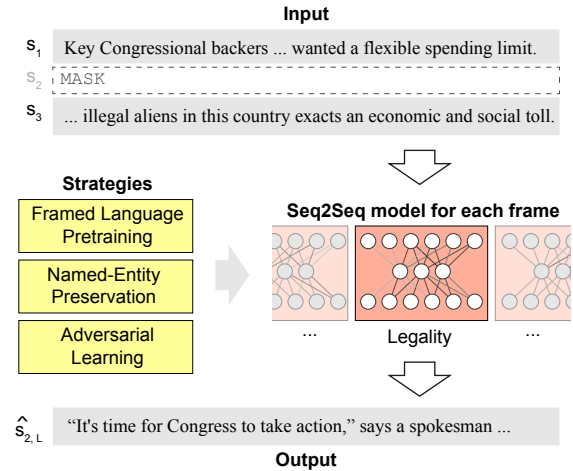 Input
S1 Key Congressional backers ... wanted a flexible spending limit.
S2 MASK
S3 ... illegal aliens in this country exacts an economic and social toll.
Strategies
Framed Language
Pretraining
Named-Entity
Preservation
Adversarial
Learning
Seq2Seq model for each frame
... Legality ...
ŝ2, L “It's time for Congress to take action,” says a spokesman ...
Output